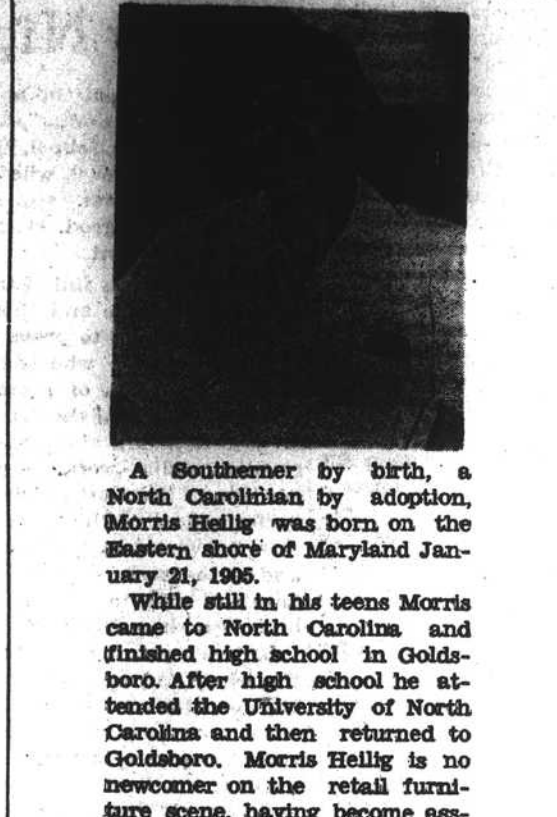 A Southerner by birth, a
North Carolinian by adoption,
Morris Heilig was born on the
Eastern shore of Maryland Jan-
uary 21, 1905.
While still in his teens Morris
came to North Carolina and
finished high school in Golds-
boro. After high school he at-
tended the University of North
Carolina and then returned to
Goldsboro. Morris Heilig is no
newcomer on the retail furni-
ture scene, having become ass-